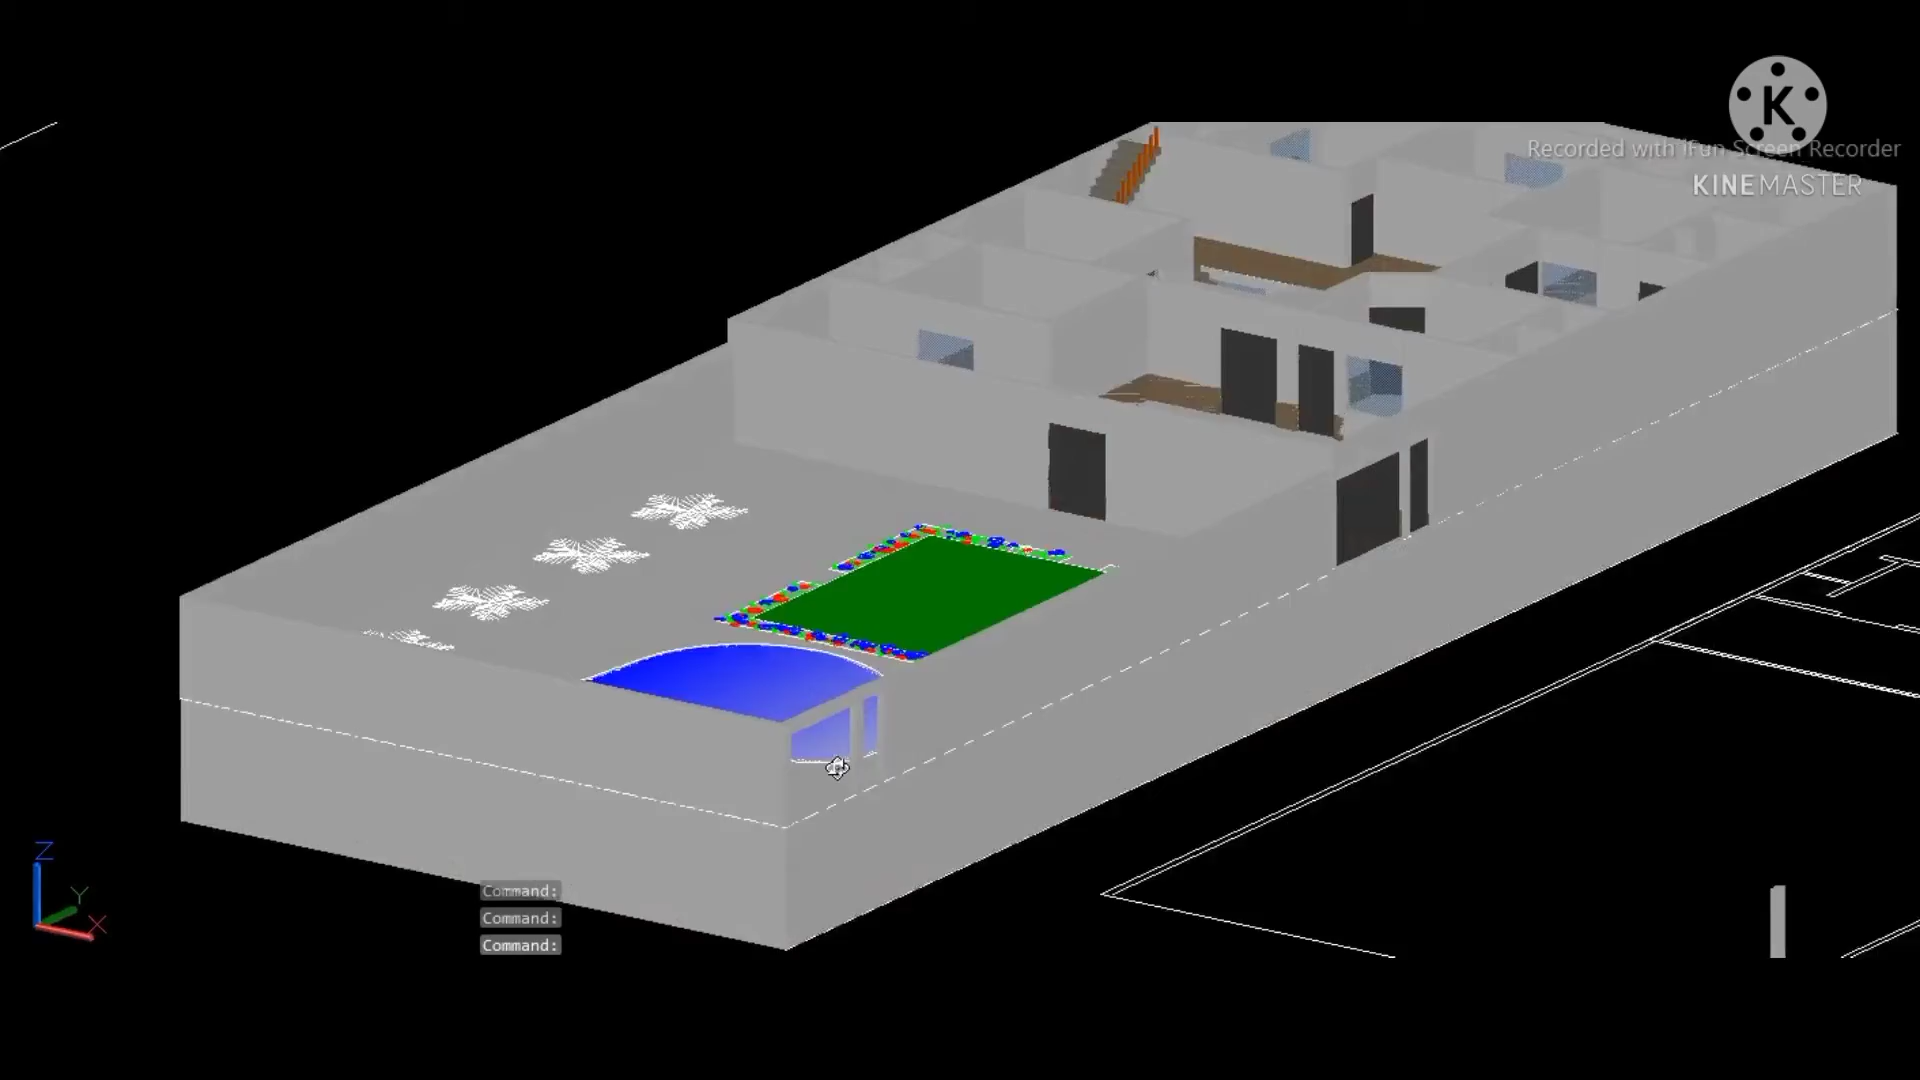 K
Recorded with iFun Screen Recorder
KINEMASTER
Z
Y
X
Command:
Command:
Command: